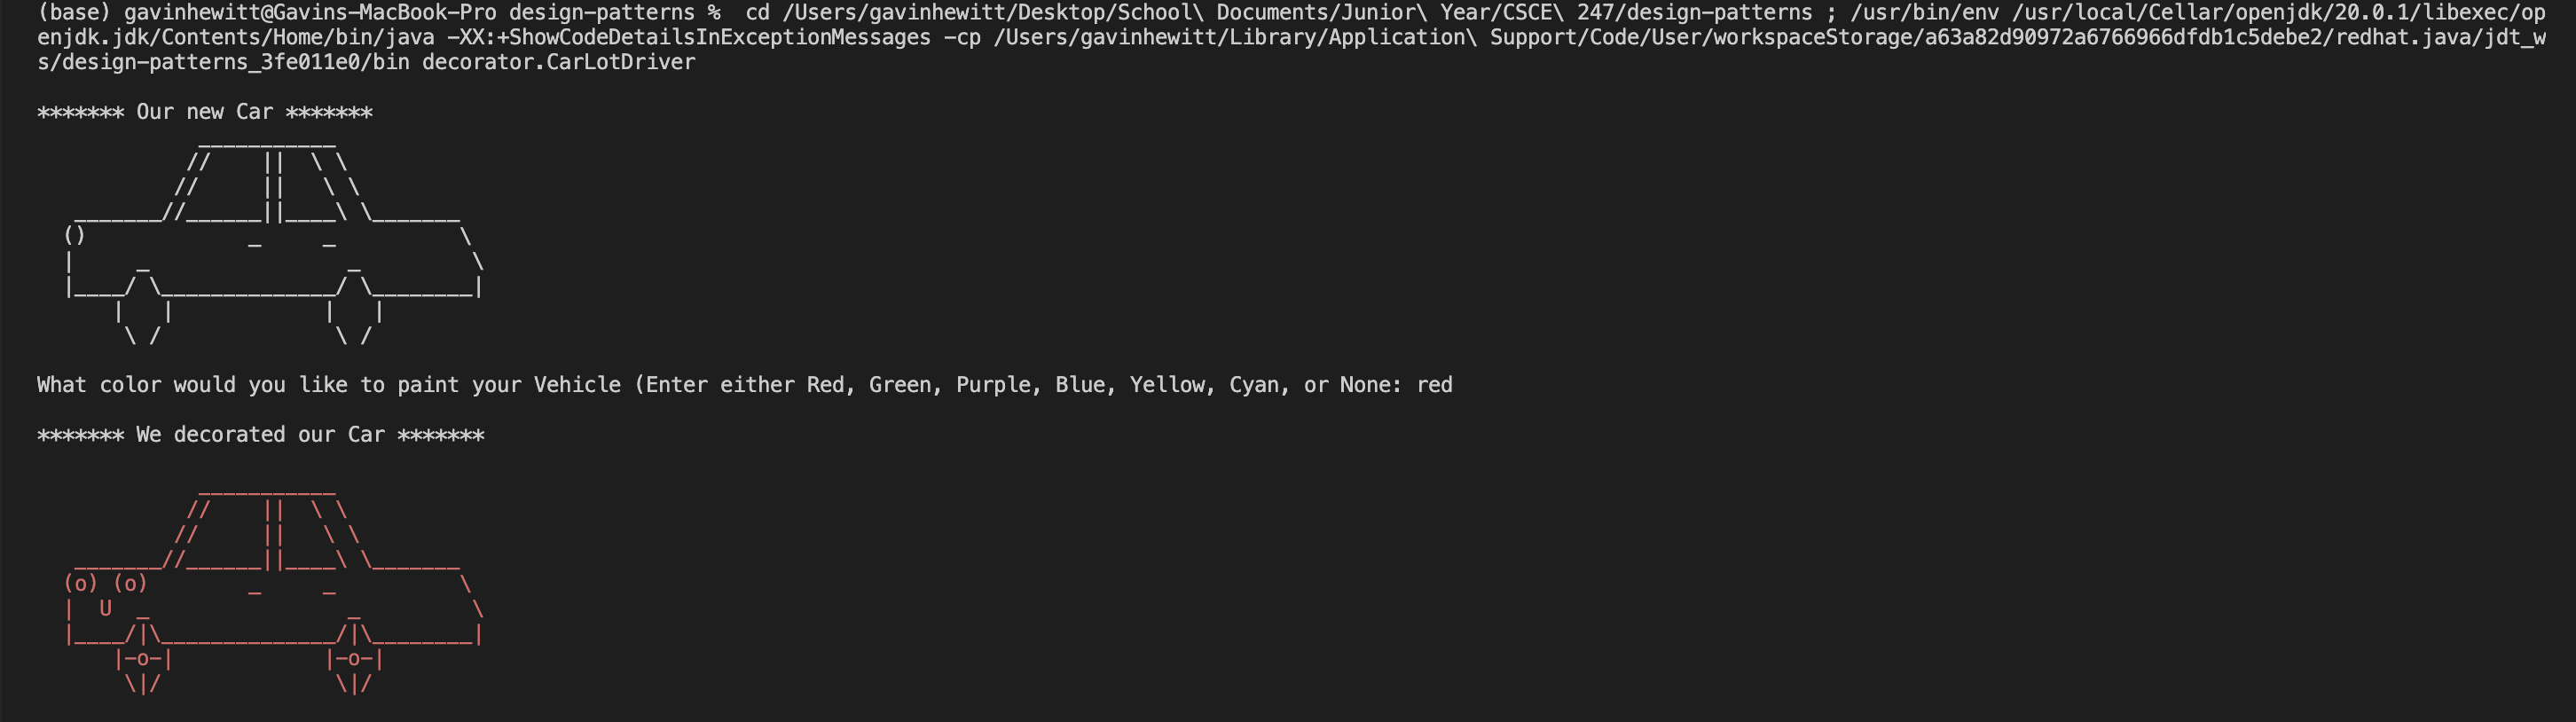 (base) gavinhewitt@Gavins-MacBook-Pro design-patterns %  cd /Users/gavinhewitt/Desktop/School\ Documents/Junior\ Year/CSCE\ 247/design-patterns ; /usr/bin/env /usr/local/Cellar/openjdk/20.0.1/libexec/op
enjdk.jdk/Contents/Home/bin/java -XX:+ShowCodeDetailsInExceptionMessages -cp /Users/gavinhewitt/Library/Application\ Support/Code/User/workspaceStorage/a63a82d90972a6766966dfdb1c5debe2/redhat.java/jdt_w
s/design-patterns_3fe011e0/bin decorator.CarLotDriver

******* Our new Car *******
             ___________
            //    ||  \ \
           //     ||   \ \
   _______//______||____\ \_______
  ()             _     _          \
  |     _                _         \
  |____/ \______________/ \________|
      |   |            |   |
       \ /              \ /

What color would you like to paint your Vehicle (Enter either Red, Green, Purple, Blue, Yellow, Cyan, or None: red

******* We decorated our Car *******

             ___________
            //    ||  \ \
           //     ||   \ \
   _______//______||____\ \_______
  (o) (o)        _     _          \
  |  U  _                _         \
  |____/|\______________/|\________|
      |-o-|            |-o-|
       \|/              \|/